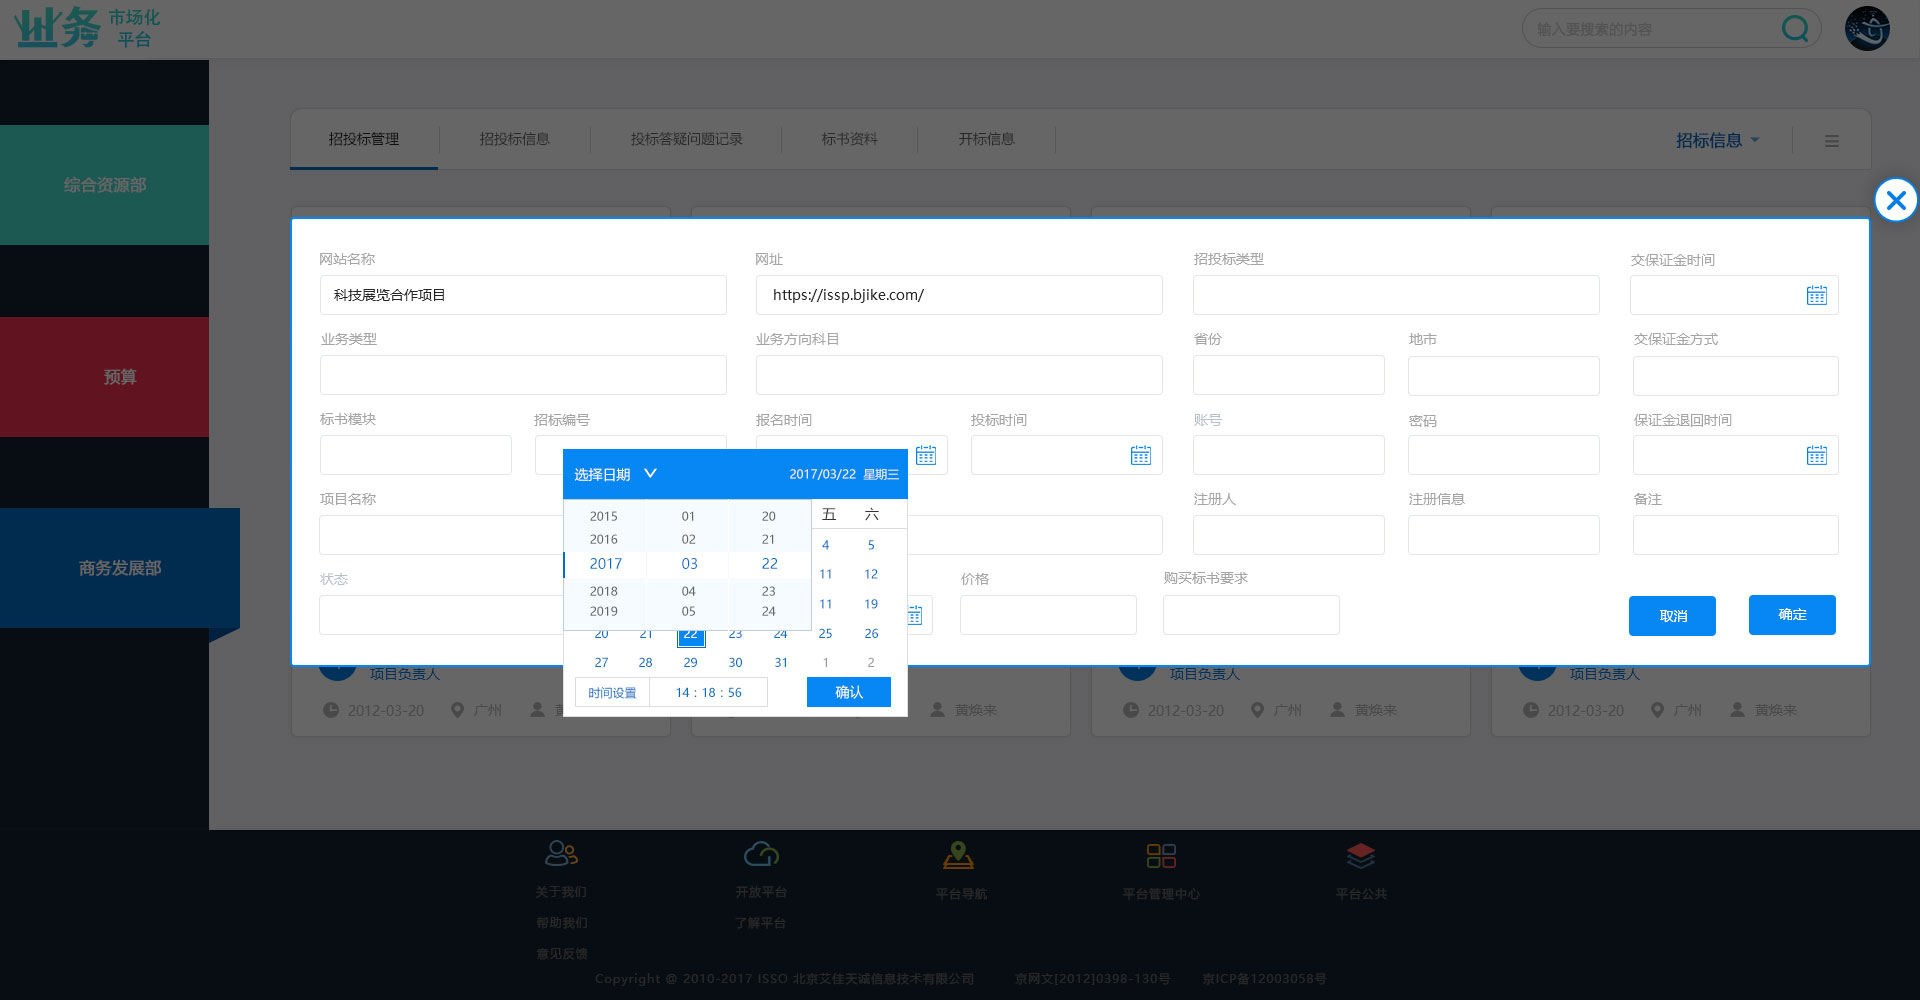 业务 市场化
平台
输入要搜索的内容
招投标管理 招投标信息 投标答疑问题记录 标书资料 开标信息 招标信息
综合资源部
预算
商务发展部
网站名称 网址 招投标类型 交保证金时间
科技展览合作项目 https://issp.bjike.com/
业务类型 业务方向科目 省份 地市 交保证金方式
标书模块 招标编号 报名时间 投标时间 账号 密码 保证金退回时间
选择日期 2017/03/22 星期三
项目名称 注册人 注册信息 备注
五 六
2015 01 20
2016 02 21
2017 03 22
2018 04 23
2019 05 24
4 5
11 12
11 19
20 21 22 23 24 25 26
27 28 29 30 31 1 2
时间设置 14 : 18 : 56 确认
状态 价格 购买标书要求
取消 确定
项目负责人 项目负责人 项目负责人
2012-03-20 广州 黄焕来 2012-03-20 广州 黄焕来 2012-03-20 广州 黄焕来
关于我们 开放平台 平台导航 平台管理中心 平台公共
帮助我们 了解平台
意见反馈
Copyright @ 2010-2017 ISSO 北京艾佳天诚信息技术有限公司 京网文[2012]0398-130号 京ICP备12003058号